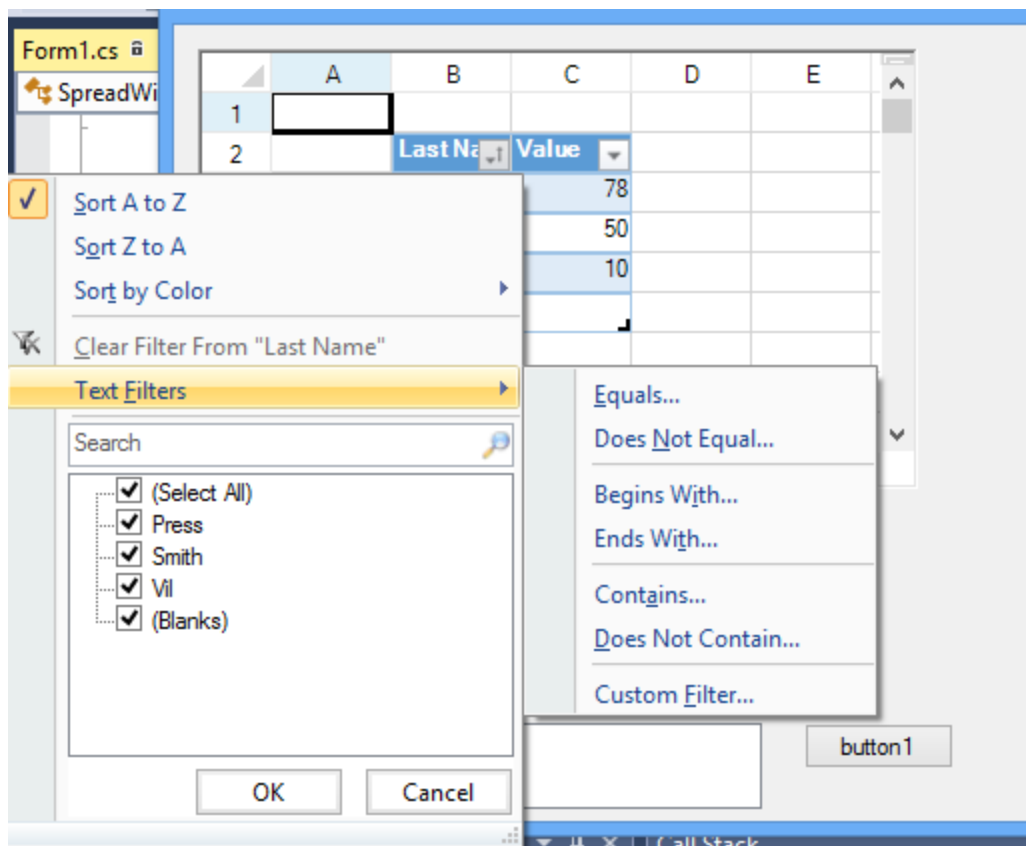 Form1.cs
SpreadWi
A B C D E
1
2 Last Na Value
78
50
10
Sort A to Z
Sort Z to A
Sort by Color
Clear Filter From "Last Name"
Text Filters
Search
(Select All)
Press
Smith
Vil
(Blanks)
OK Cancel
Equals...
Does Not Equal...
Begins With...
Ends With...
Contains...
Does Not Contain...
Custom Filter...
button1
Call Stack